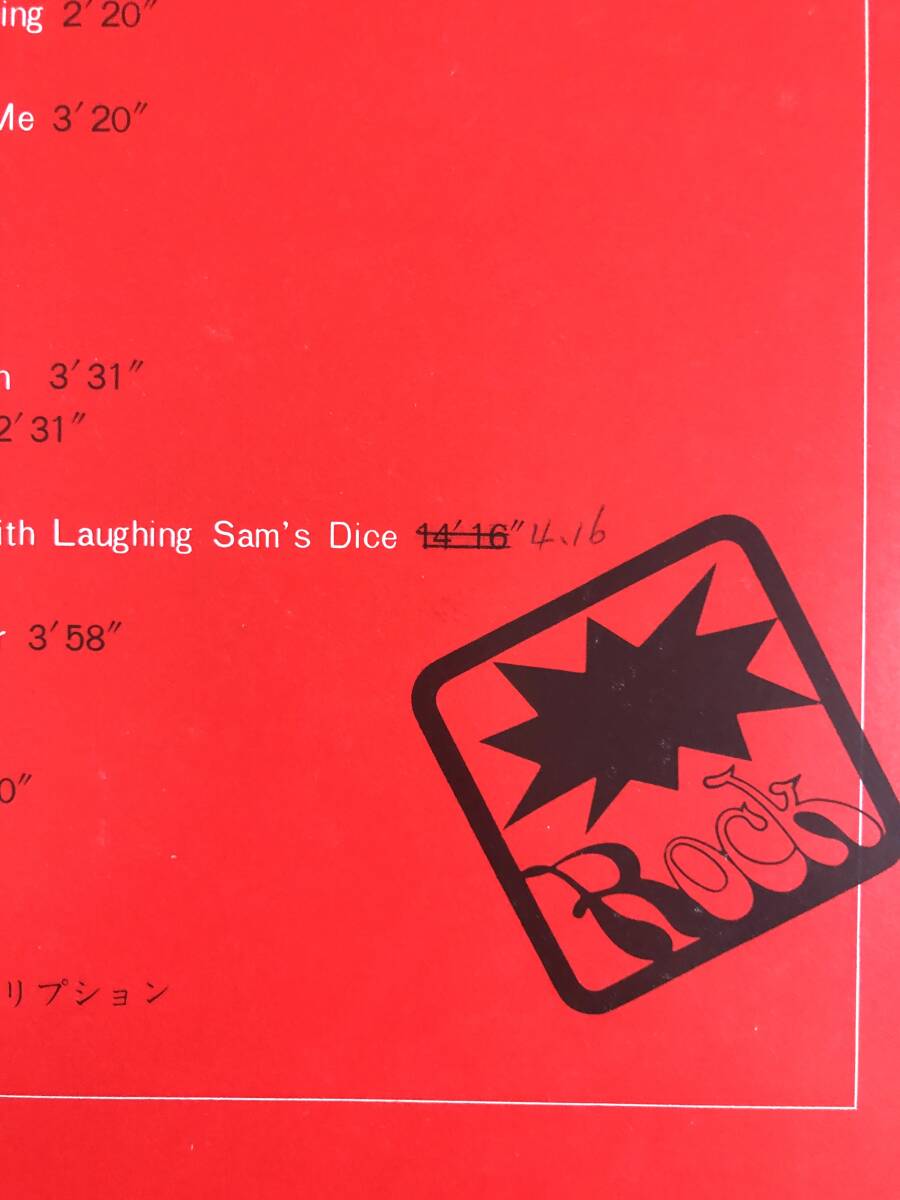 ing 2′20″
Me 3′20″
n 3′31″
2′31″
ith Laughing Sam's Dice 14′16″ 4.16
r 3′58″
0″
Rock
リプション